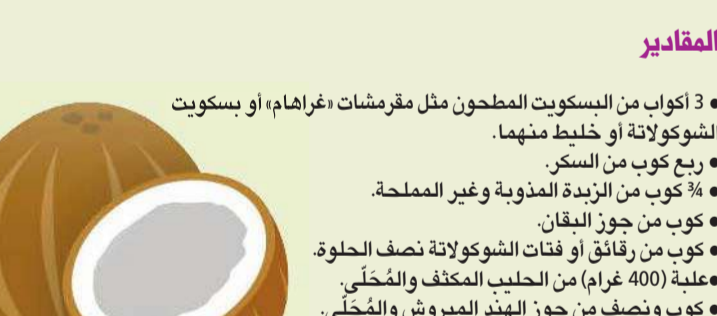 المقادير
• 3 أكواب من البسكويت المطحون مثل مقرمشات «غراهام» أو بسكويت
الشوكولاتة أو خليط منهما.
• ربع كوب من السكر.
• ¾ كوب من الزبدة المذوبة وغير المملحة.
• كوب من جوز البقان.
• كوب من رقائق أو فتات الشوكولاتة نصف الحلوة.
•علبة (400 غرام) من الحليب المكثف والمُحَلّى.
• كوب ونصف من جوز الهند المبروش والمُحَلّى.